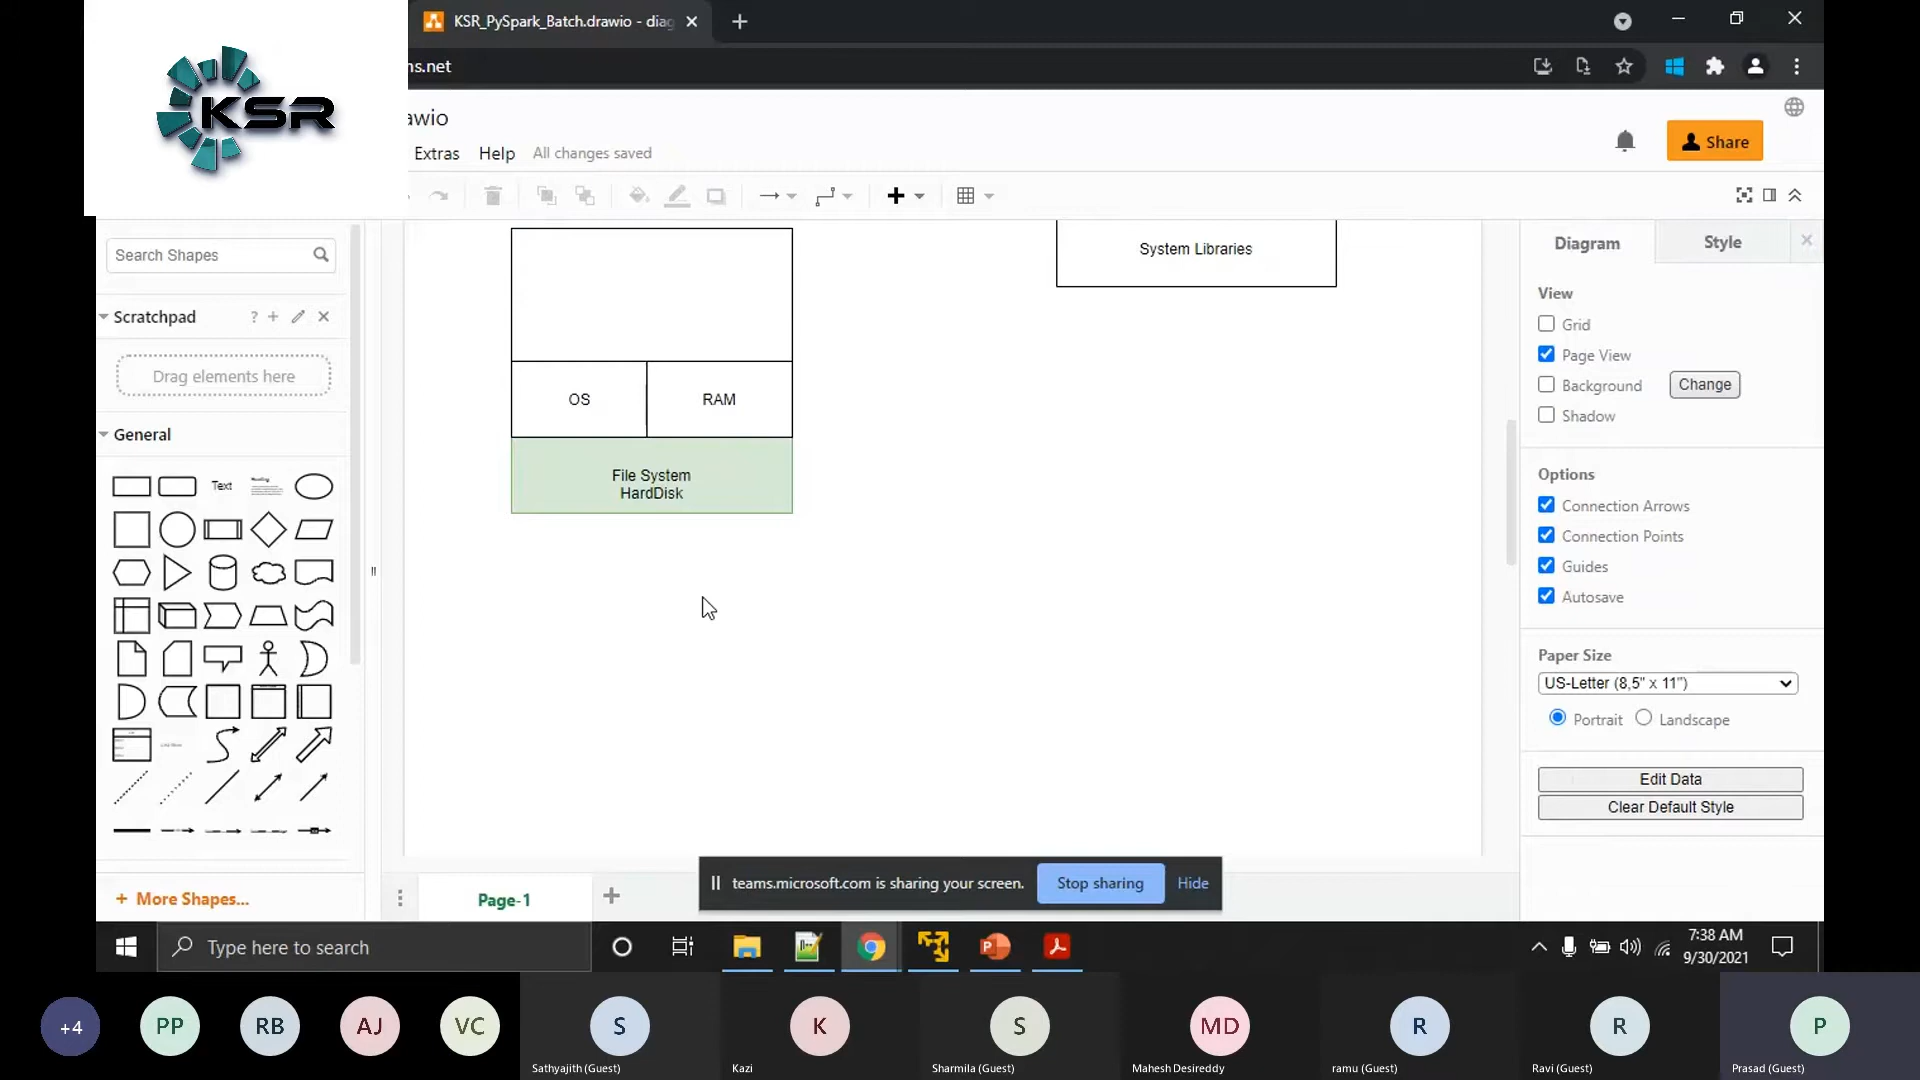 KSR
KSR_PySpark_Batch.drawio - diag
ns.net
awio
Extras Help All changes saved
Share
Search Shapes
Scratchpad
?
Drag elements here
General
Text
Heading
More Shapes...
OS RAM
File System
HardDisk
System Libraries
Diagram Style
View
Grid
Page View
Background Change
Shadow
Options
Connection Arrows
Connection Points
Guides
Autosave
Paper Size
US-Letter (8,5" x 11")
Portrait Landscape
Edit Data
Clear Default Style
Page-1
teams.microsoft.com is sharing your screen. Stop sharing Hide
Type here to search
7:38 AM
9/30/2021
+4 PP RB AJ VC S K S MD R R P
Sathyajith (Guest) Kazi Sharmila (Guest) Mahesh Desireddy ramu (Guest) Ravi (Guest) Prasad (Guest)